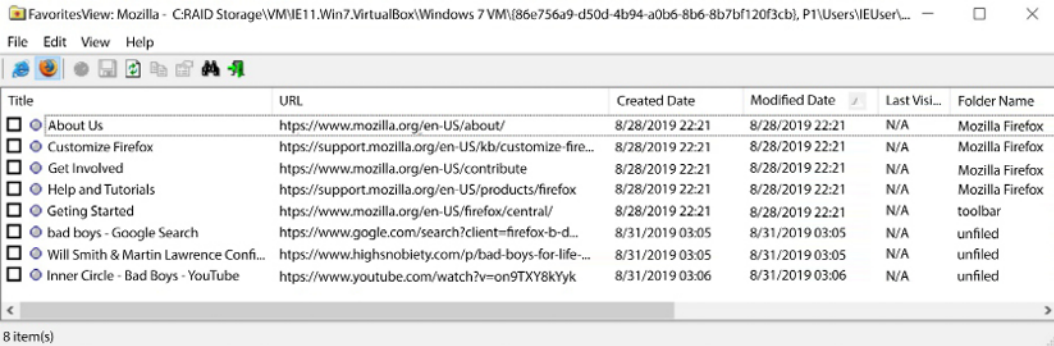 FavoritesView: Mozilla - C:RAID Storage\VM\IE11.Win7.VirtualBox\Windows 7 VM\{86e756a9-d50d-4b94-a0b6-8b6-8b7bf120f3cb}, P1\Users\IEUser\...
File Edit View Help
Title URL Created Date Modified Date Last Visi... Folder Name
About Us htps://www.mozilla.org/en-US/about/ 8/28/2019 22:21 8/28/2019 22:21 N/A Mozilla Firefox
Customize Firefox htps://support.mozilla.org/en-US/kb/customize-fire... 8/28/2019 22:21 8/28/2019 22:21 N/A Mozilla Firefox
Get Involved htps://www.mozilla.org/en-US/contribute 8/28/2019 22:21 8/28/2019 22:21 N/A Mozilla Firefox
Help and Tutorials htps://support.mozilla.org/en-US/products/firefox 8/28/2019 22:21 8/28/2019 22:21 N/A Mozilla Firefox
Geting Started htps://www.mozilla.org/en-US/firefox/central/ 8/28/2019 22:21 8/28/2019 22:21 N/A toolbar
bad boys - Google Search htps://www.gogle.com/search?client=firefox-b-d... 8/31/2019 03:05 8/31/2019 03:05 N/A unfiled
Will Smith & Martin Lawrence Confi... htps://www.highsnobiety.com/p/bad-boys-for-life-... 8/31/2019 03:05 8/31/2019 03:05 N/A unfiled
Inner Circle - Bad Boys - YouTube htps://www.youtube.com/watch?v=on9TXY8kYyk 8/31/2019 03:06 8/31/2019 03:06 N/A unfiled
8 item(s)